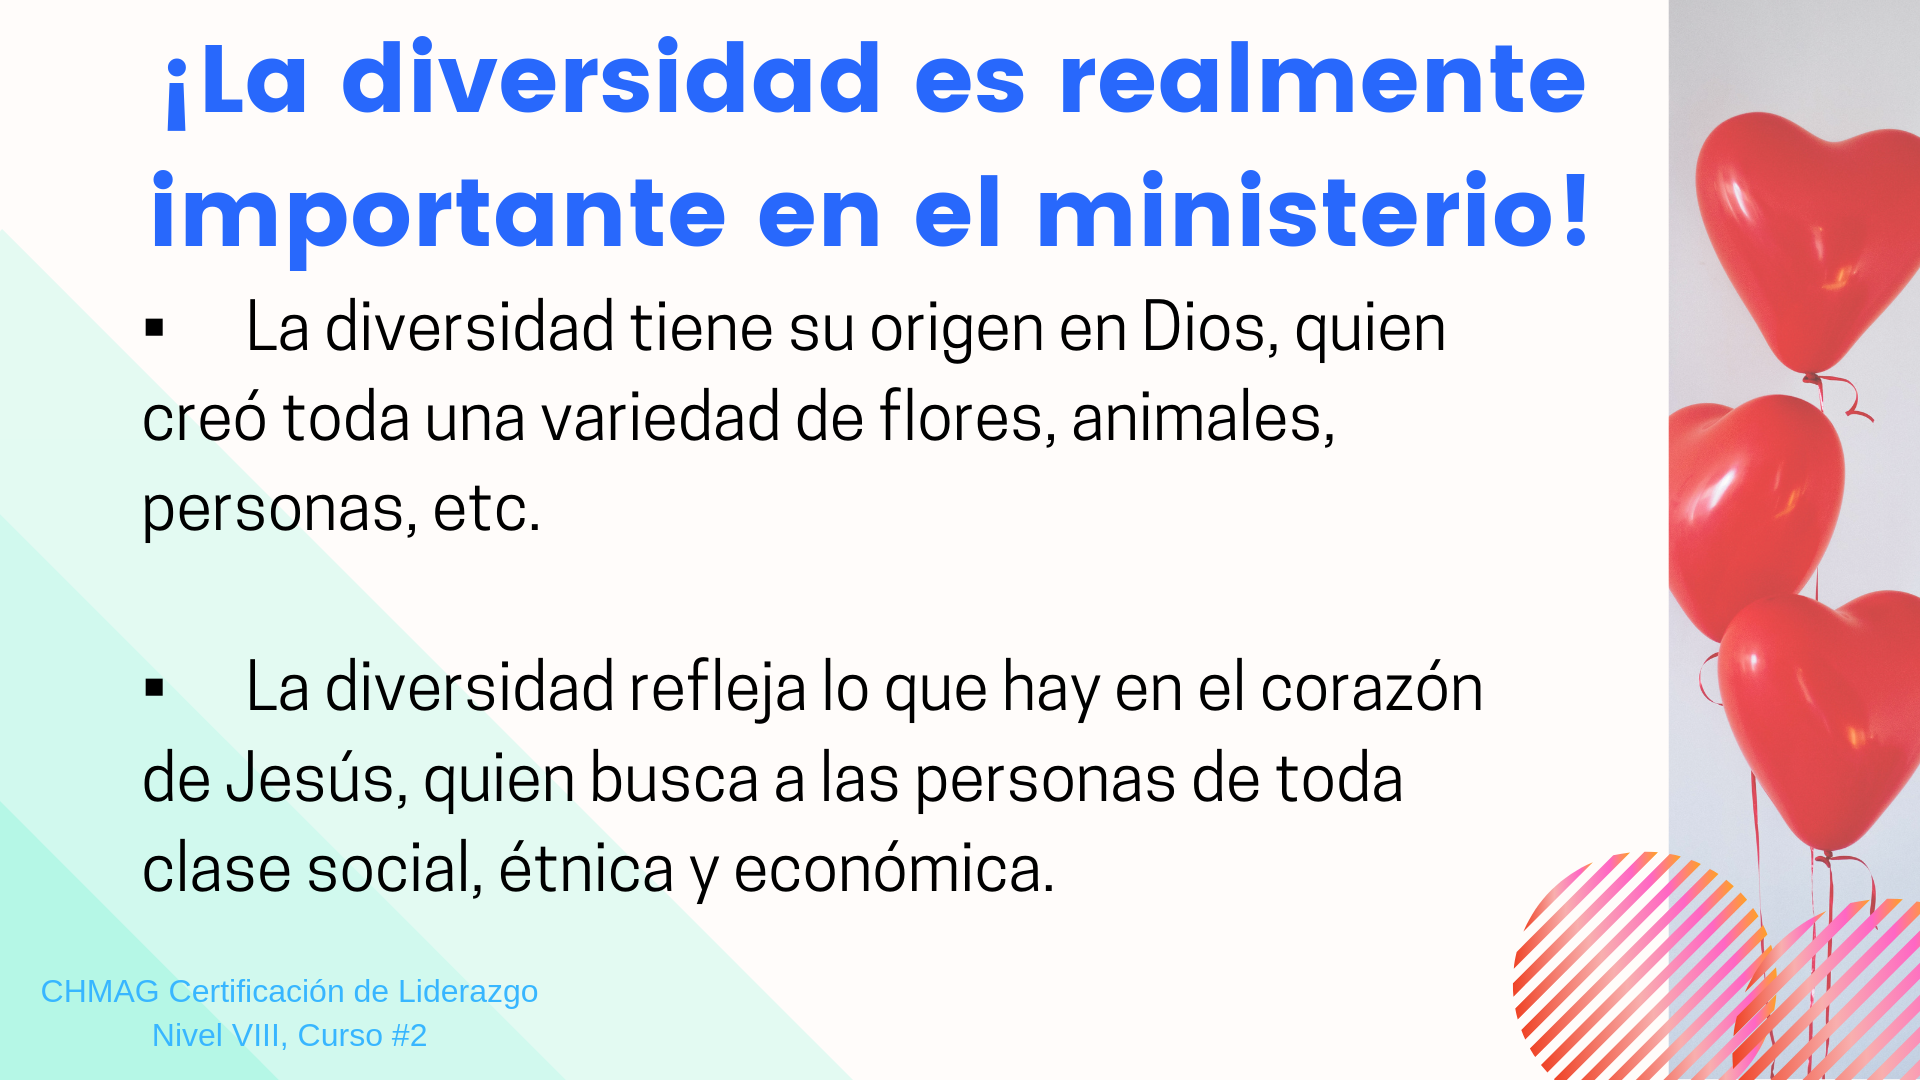 ¡La diversidad es realmente
importante en el ministerio!
▪ La diversidad tiene su origen en Dios, quien
creó toda una variedad de flores, animales,
personas, etc.
▪ La diversidad refleja lo que hay en el corazón
de Jesús, quien busca a las personas de toda
clase social, étnica y económica.
CHMAG Certificación de Liderazgo
Nivel VIII, Curso #2